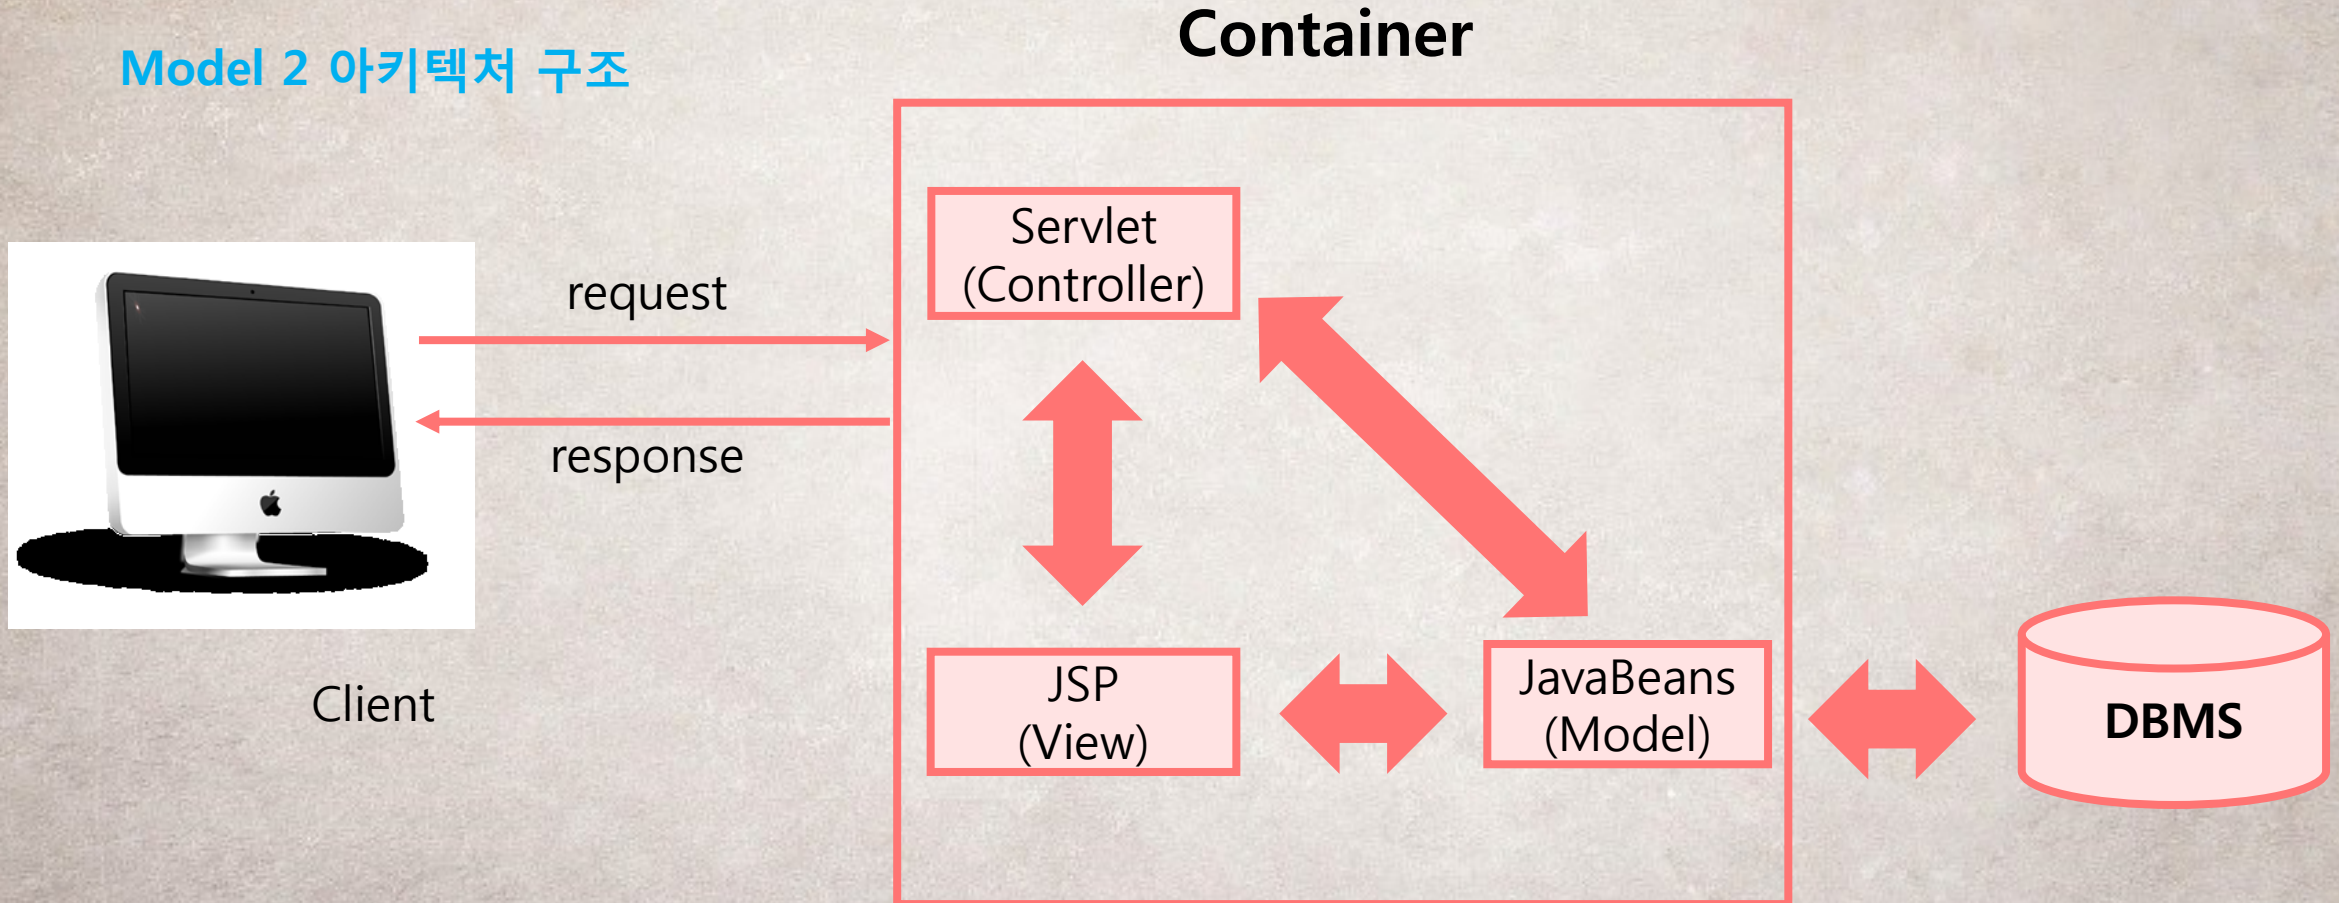 Model 2 아키텍처 구조
Container
Servlet
(Controller)
request
response
Client
JSP
(View)
JavaBeans
(Model)
DBMS